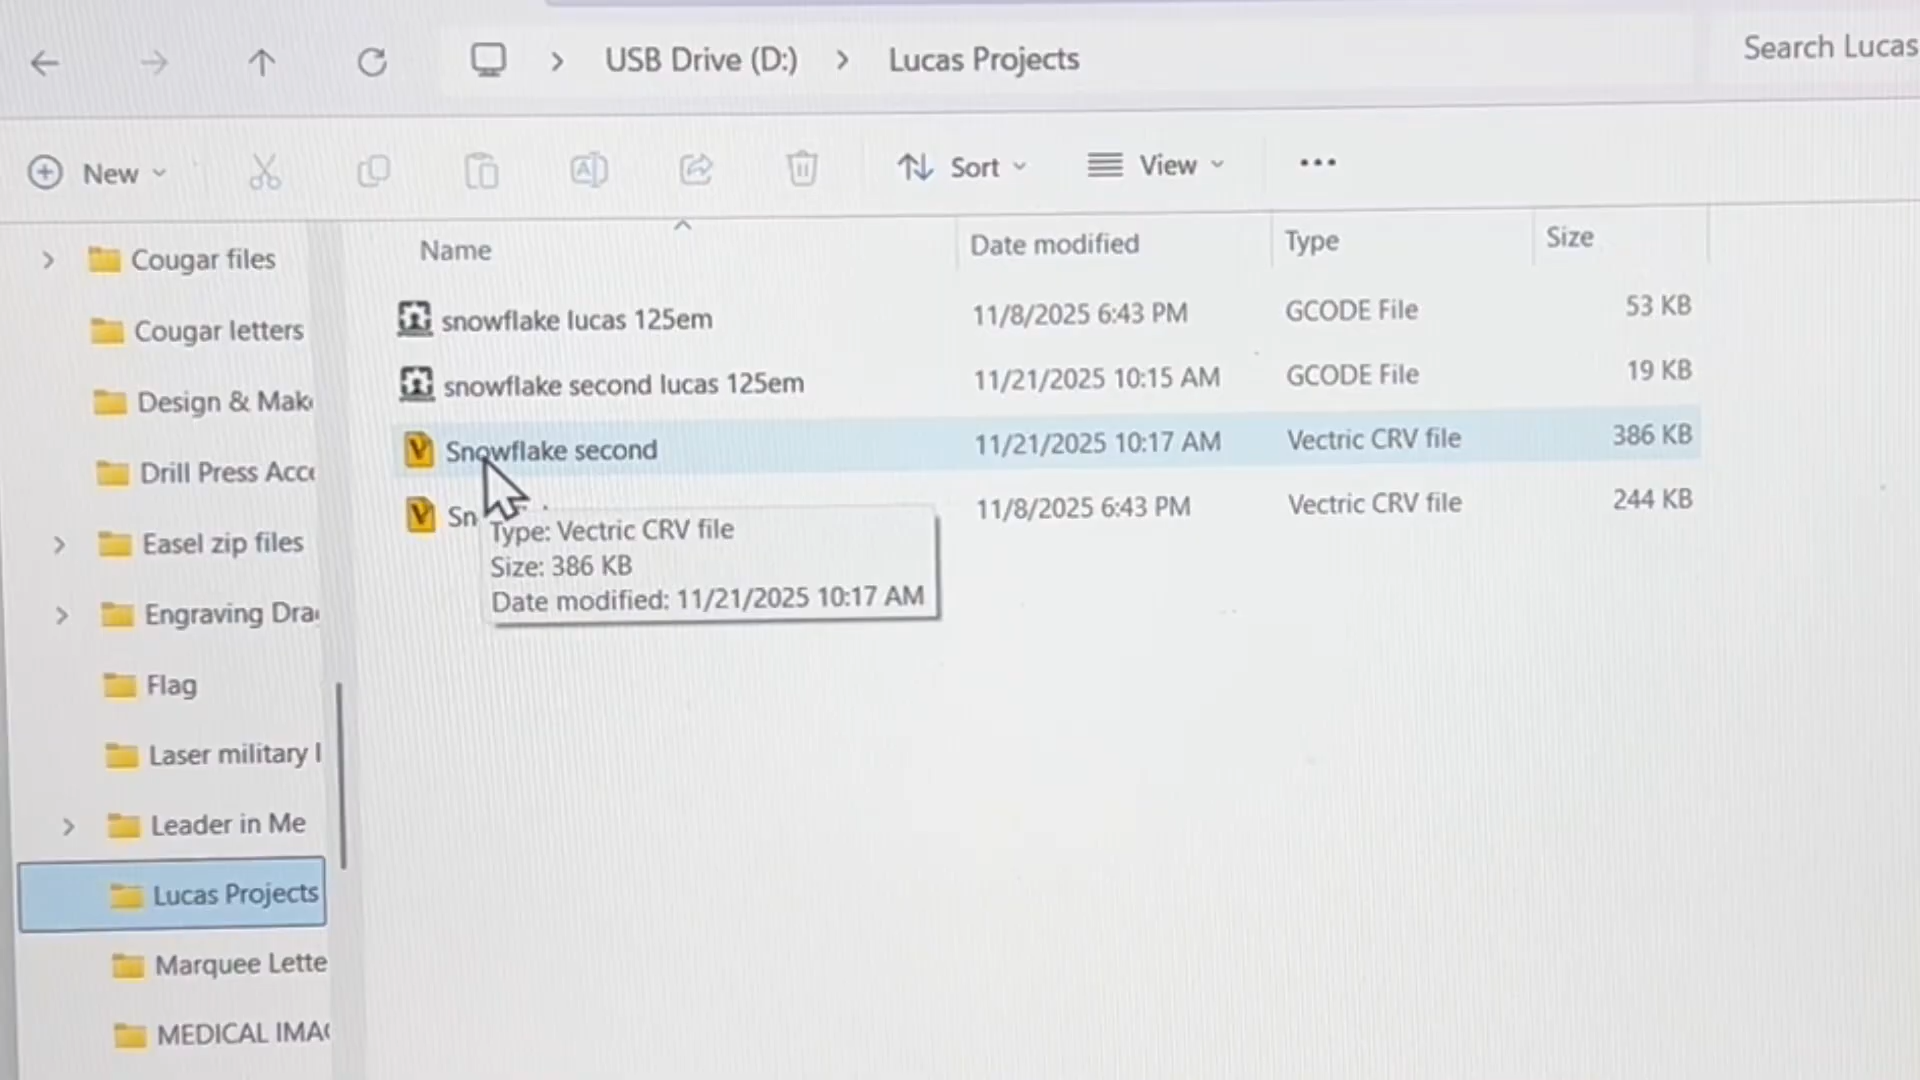 USB Drive (D:) > Lucas Projects
Search Lucas
New
Sort
View
Name
Date modified
Type
Size
Cougar files
Cougar letters
Design & Mak
Drill Press Acc
Easel zip files
Engraving Dra
Flag
Laser military
Leader in Me
Lucas Projects
Marquee Lette
MEDICAL IMA
snowflake lucas 125em 11/8/2025 6:43 PM GCODE File 53 KB
snowflake second lucas 125em 11/21/2025 10:15 AM GCODE File 19 KB
Snowflake second 11/21/2025 10:17 AM Vectric CRV file 386 KB
Sn 11/8/2025 6:43 PM Vectric CRV file 244 KB
Type: Vectric CRV file
Size: 386 KB
Date modified: 11/21/2025 10:17 AM